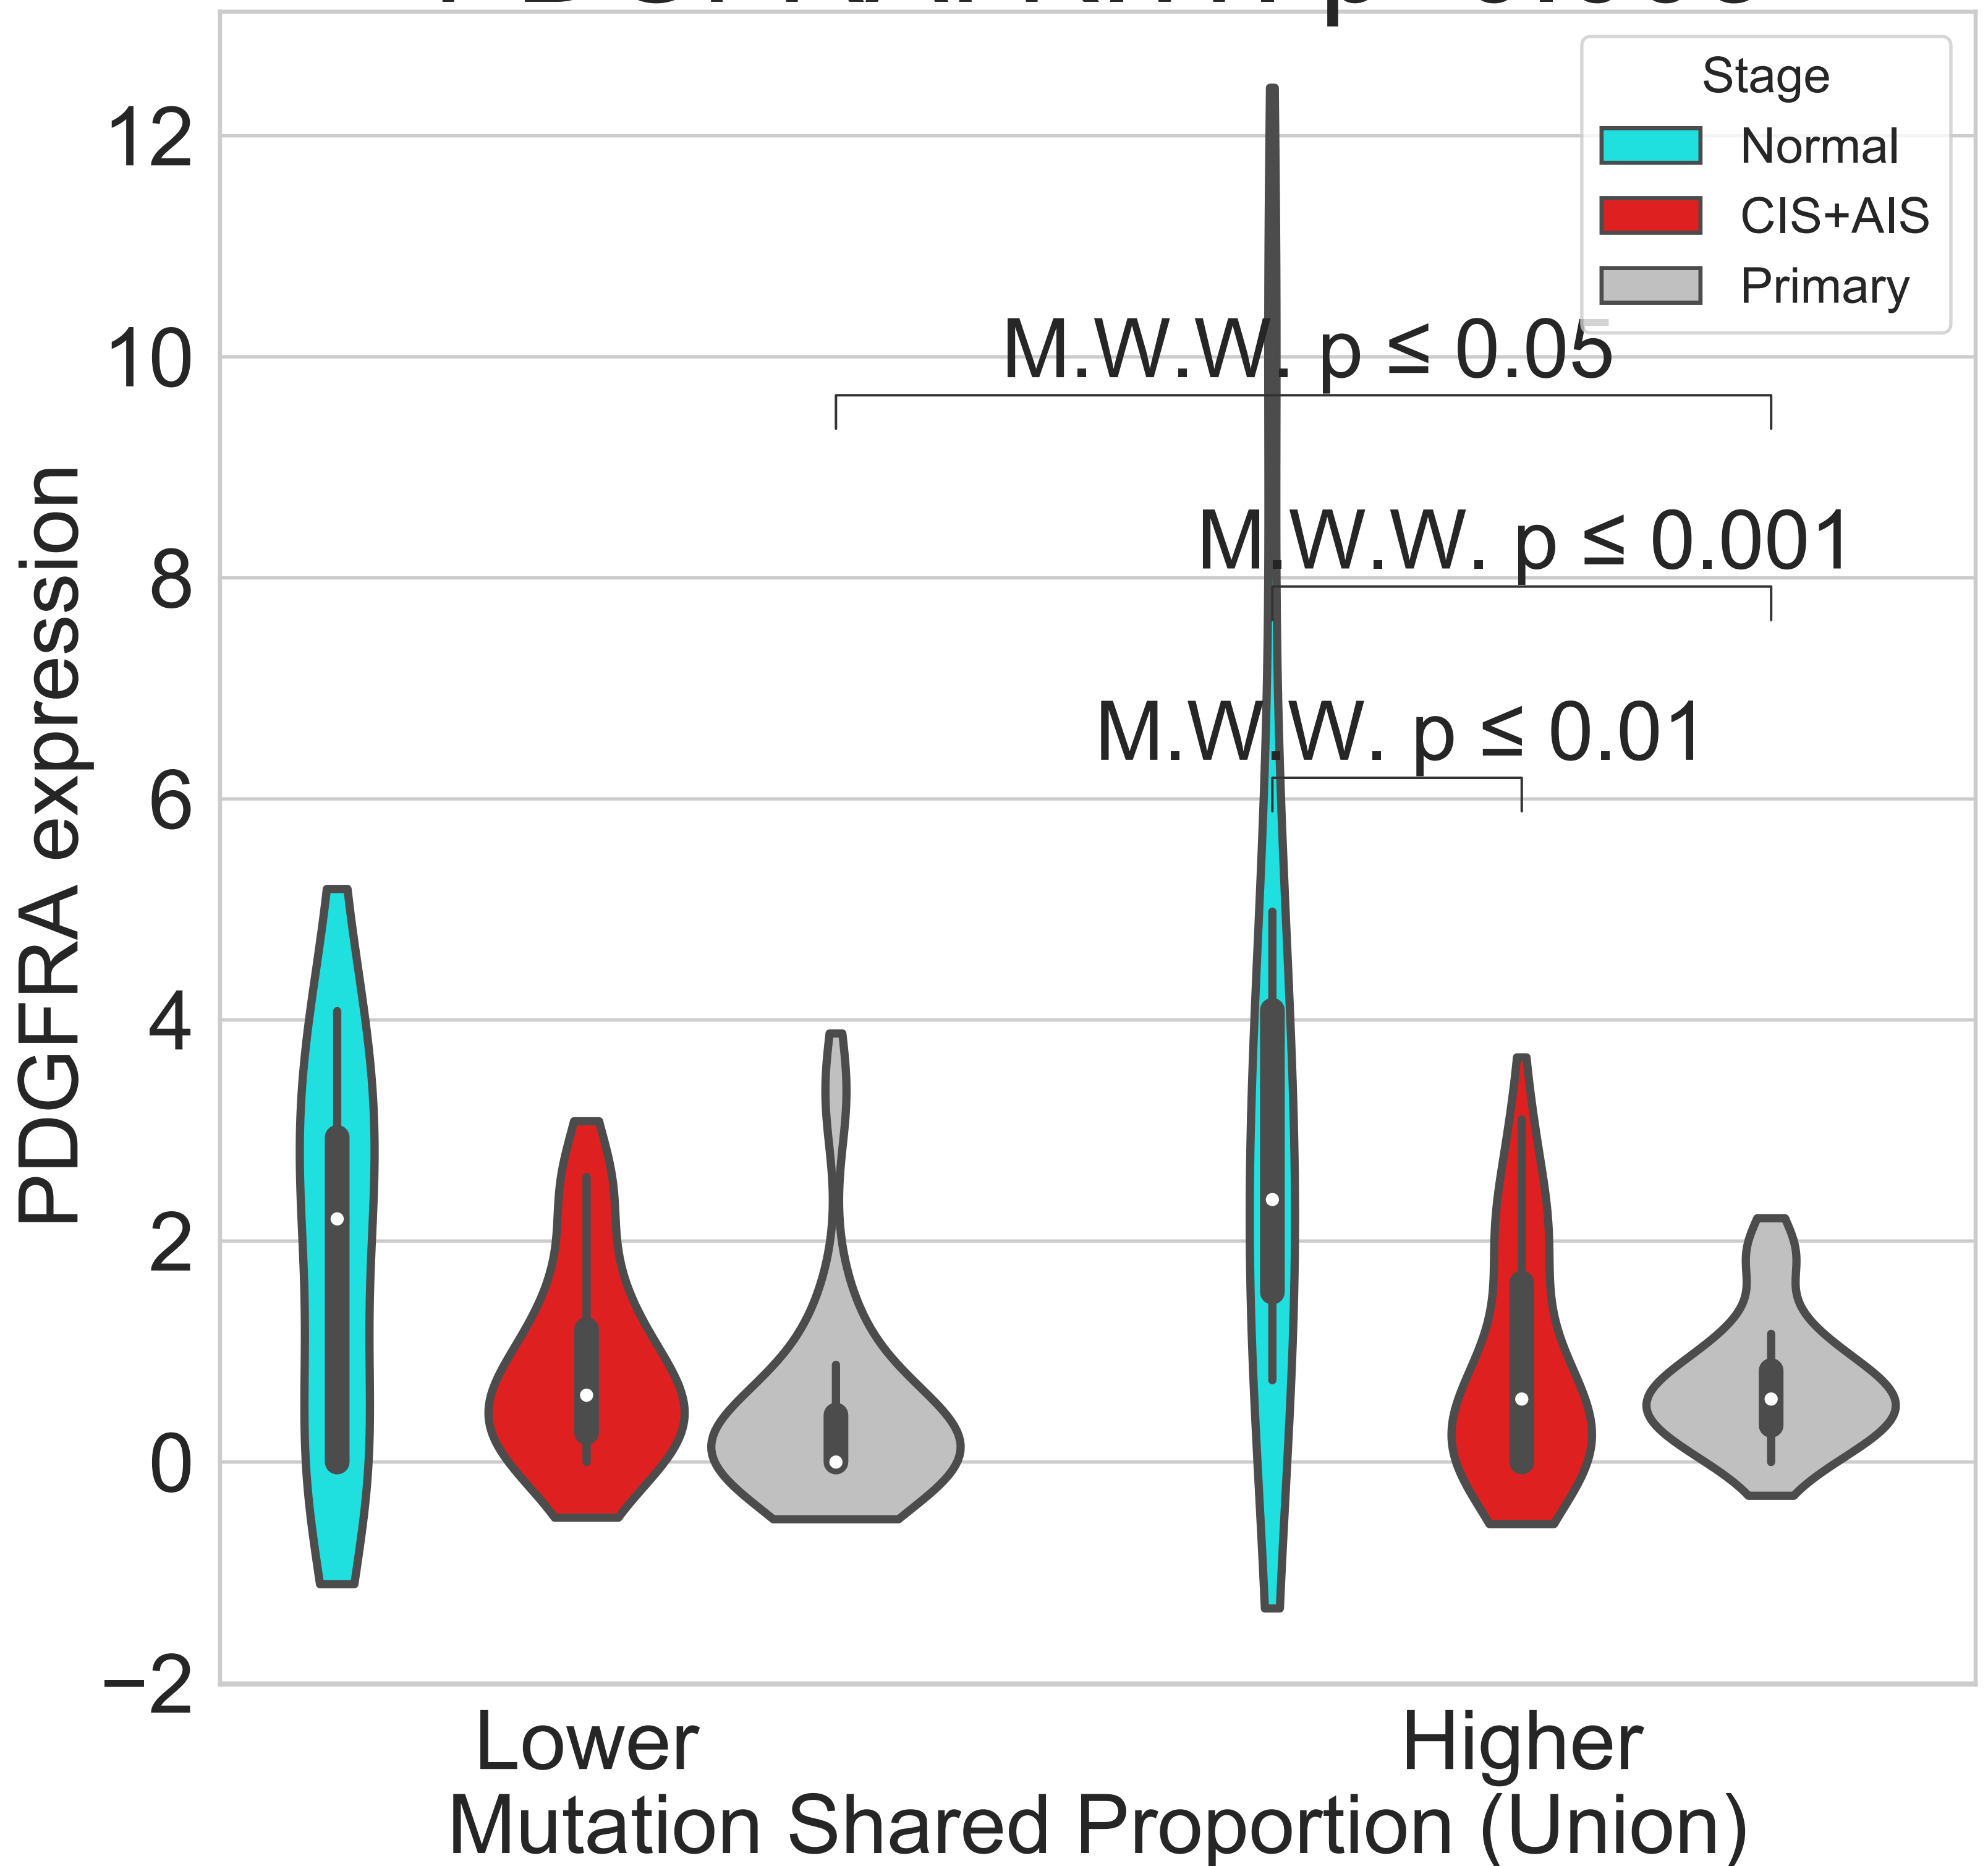 Stage
Normal
CIS+AIS
Primary
12
10
8
6
4
2
0
−2
PDGFRA expression
M.W.W. p ≤ 0.05
M.W.W. p ≤ 0.001
M.W.W. p ≤ 0.01
Lower
Higher
Mutation Shared Proportion (Union)